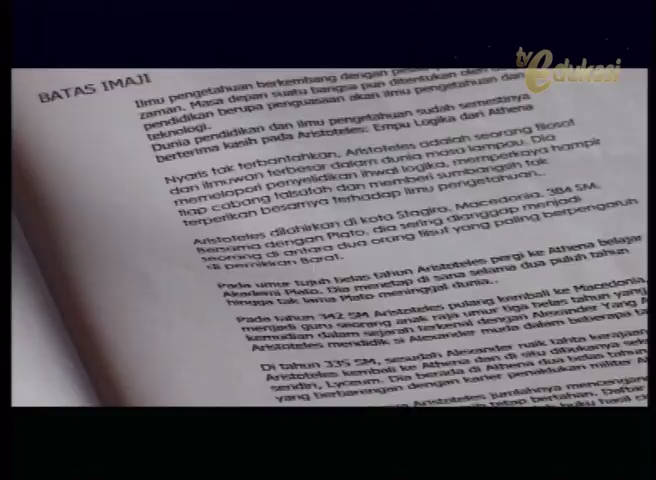 tv edukasi
BATAS IMAJI
Ilmu pengetahuan berkembang dengan
zaman. Masa depan suatu bangsa pun ditentukan oleh
pendidikan berupa penguasaan akan ilmu pengetahuan dan
teknologi.
Dunia pendidikan dan ilmu pengetahuan sudah semestinya
berterima kasih pada Aristoteles: Empu Logika dari Athena
Nyaris tak terbantahkan, Aristoteles adalah seorang filosof
dan ilmuwan terbesar dalam dunia masa lampau. Dia
memelopori penyelidikan ihwal logika, memperkaya hampir
tiap cabang falsafah dan memberi sumbangsih tak
terperikan besarnya terhadap ilmu pengetahuan..
Aristoteles dilahirkan di kota Stagira, Macedonia, 384 SM.
Bersama dengan Plato, dia sering dianggap menjadi
seorang di antara dua orang filsuf yang paling berpengaruh
di pemikiran Barat.
Pada umur tujuh belas tahun Aristoteles pergi ke Athena belajar
Akademi Plato. Dia menetap di sana selama dua puluh tahun
hingga tak lama Plato meninggal dunia..
Pada tahun 342 SM Aristoteles pulang kembali ke Macedonia,
menjadi guru seorang anak raja umur tiga belas tahun yang
kemudian dalam sejarah terkenal dengan Alexander Yang
Aristoteles mendidik si Alexander muda dalam beberapa
Di tahun 335 SM, sesudah Alexander naik tahta kerajaan
Aristoteles kembali ke Athena dan di situ dibukanya
sendiri, Lyceum. Dia berada di Athena dua belas tahun
yang berbarengan dengan karier penaklukan militer
Aristoteles jumlahnya
tetap bertahan. Daftar
buku hasil